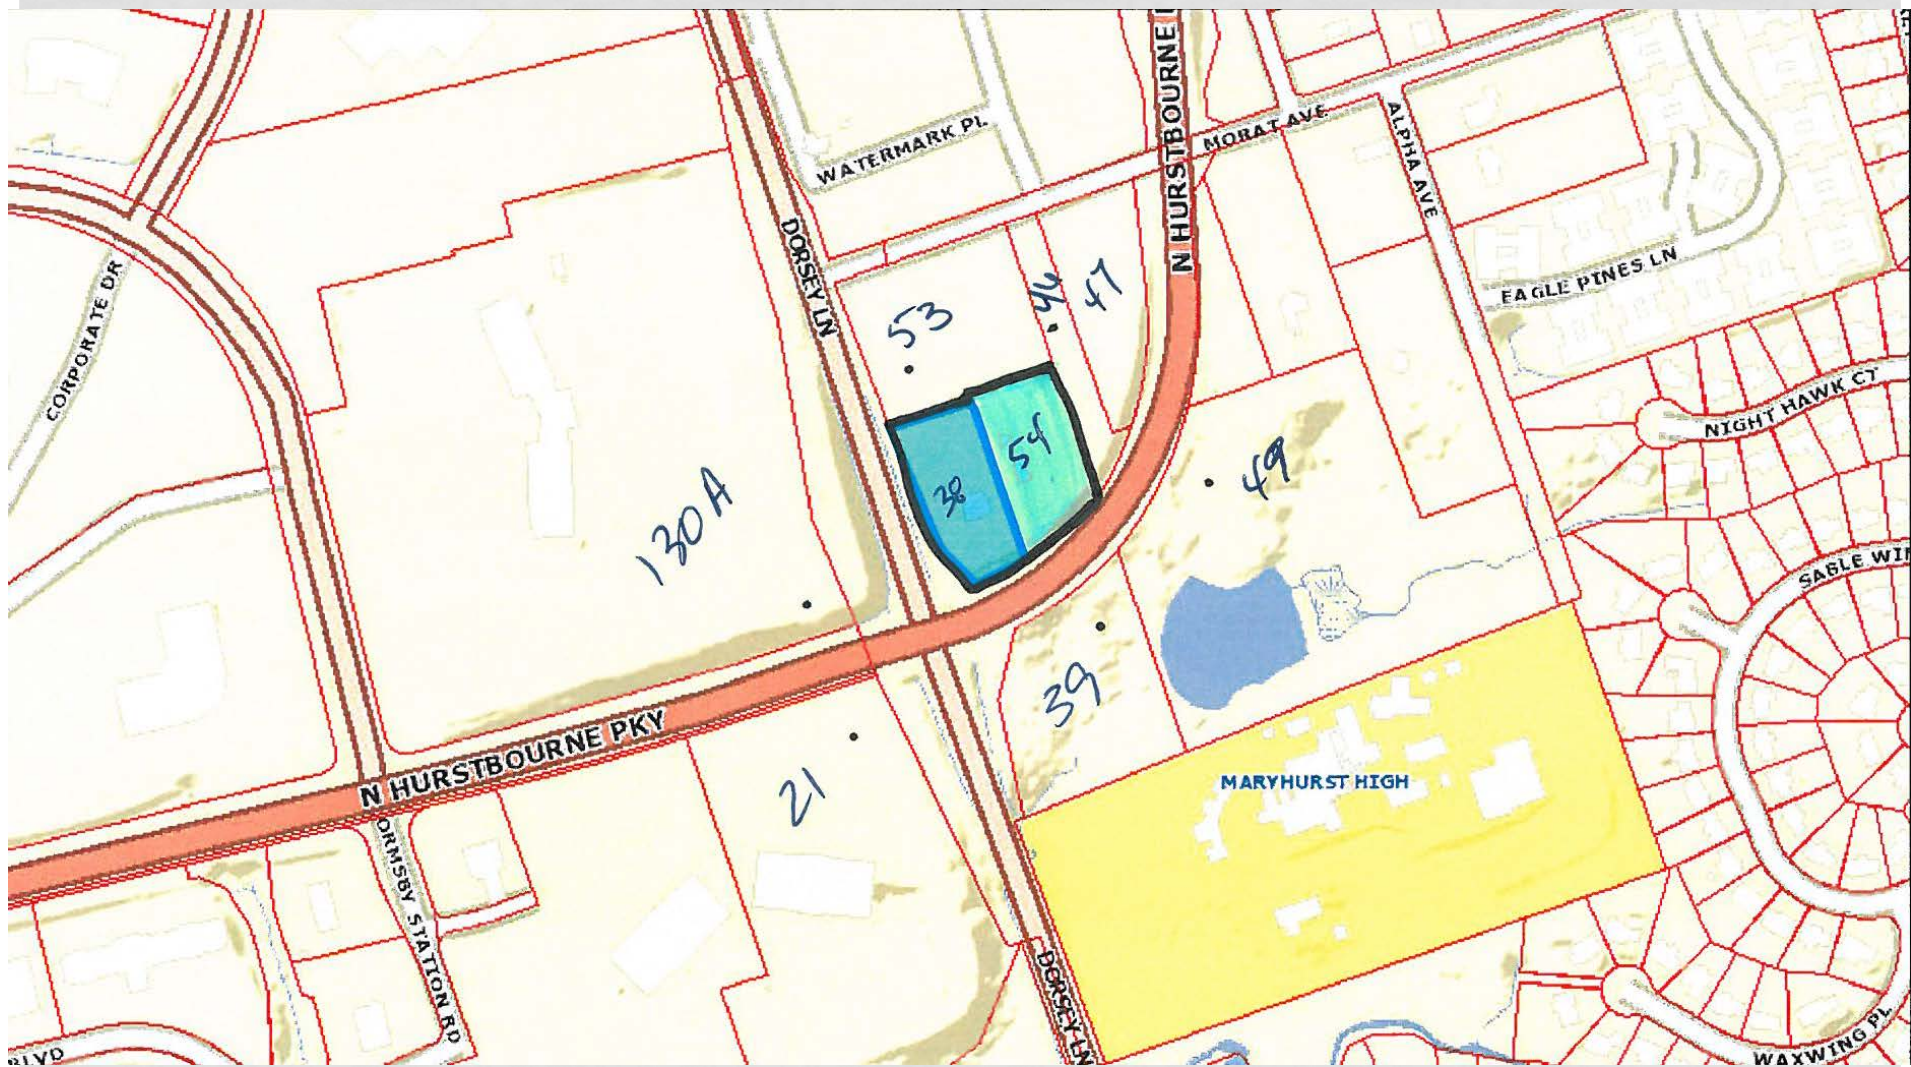 N HURSTBOURNE
MORAT AVE
WATERMARK PL
ALPHA AVE
DORSEY LN
CORPORATE DR
EAGLE PINES LN
53
46
47
NIGHT HAWK CT
38
54
49
130A
SABLE WI
39
N HURSTBOURNE PKY
21
MARYHURST HIGH
ORMSBY STATION RD
DORSEY LN
BLVD
WAXWING PL